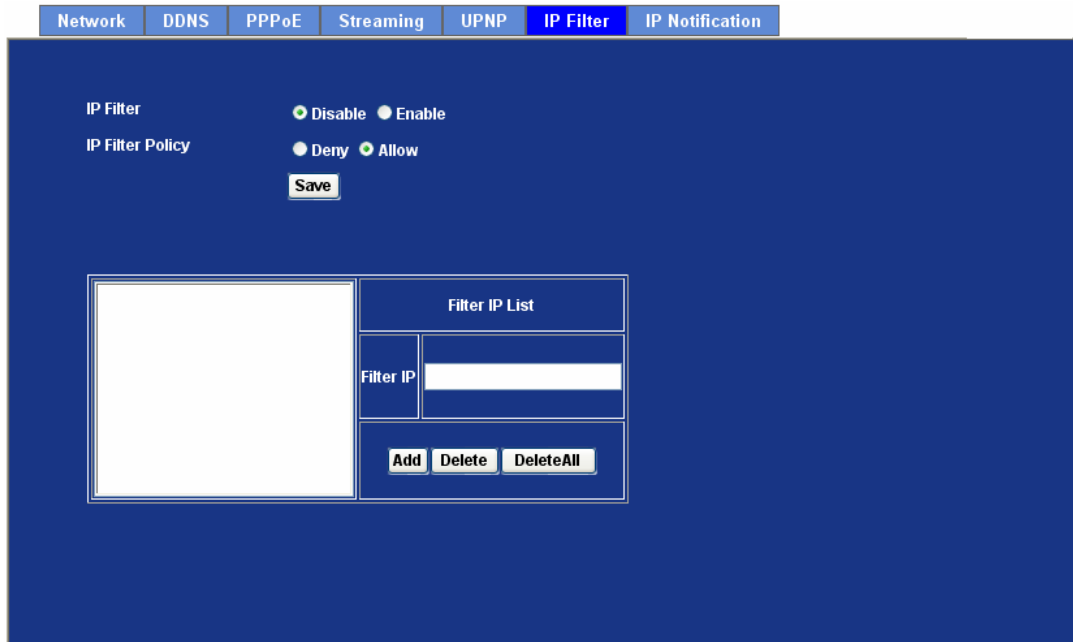 Network DDNS PPPoE Streaming UPNP IP Filter IP Notification
IP Filter Disable Enable
IP Filter Policy Deny Allow
Save
Filter IP List
Filter IP
Add Delete DeleteAll